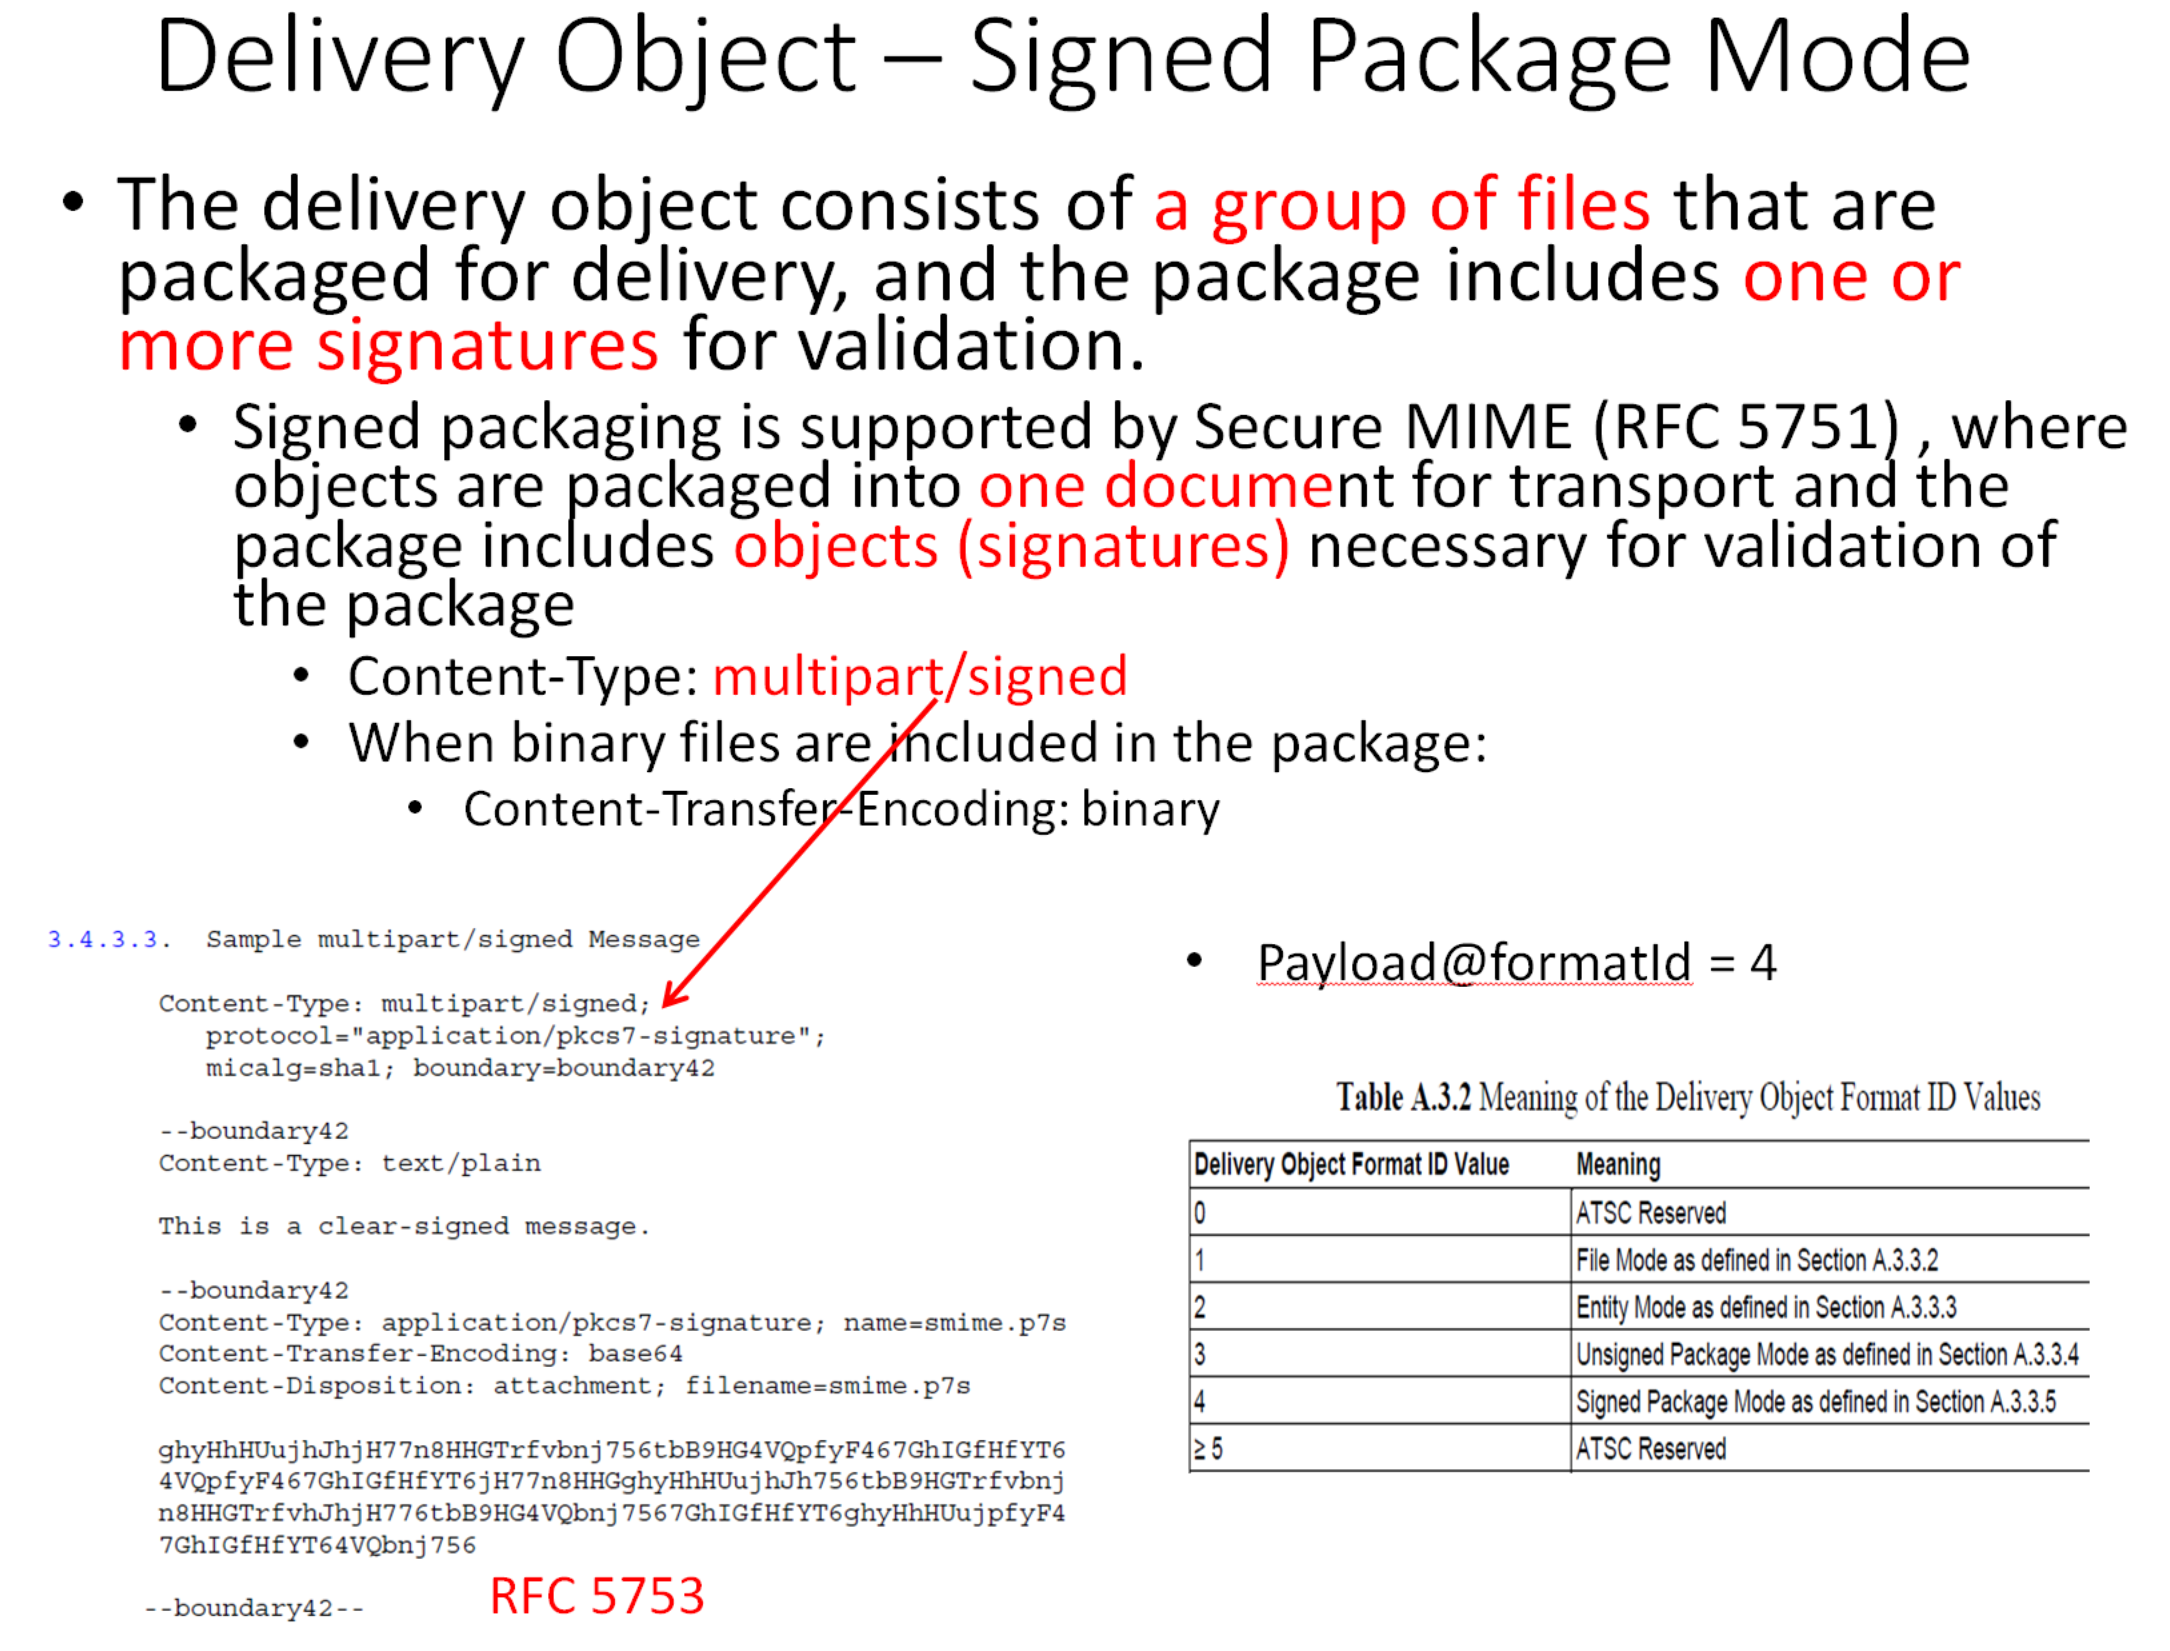 Delivery Object – Signed Package Mode
• The delivery object consists of a group of files that are
packaged for delivery, and the package includes one or
more signatures for validation.
• Signed packaging is supported by Secure MIME (RFC 5751) , where
objects are packaged into one document for transport and the
package includes objects (signatures) necessary for validation of
the package
• Content-Type: multipart/signed
• When binary files are included in the package:
• Content-Transfer-Encoding: binary
3.4.3.3. Sample multipart/signed Message
Content-Type: multipart/signed;
protocol="application/pkcs7-signature";
micalg=sha1; boundary=boundary42
--boundary42
Content-Type: text/plain
This is a clear-signed message.
--boundary42
Content-Type: application/pkcs7-signature; name=smime.p7s
Content-Transfer-Encoding: base64
Content-Disposition: attachment; filename=smime.p7s
ghyHhHUujhJhjH77n8HHGTrfvbnj756tbB9HG4VQpfyF467GhIGfHfYT6
4VQpfyF467GhIGfHfYT6jH77n8HHGghyHhHUujhJh756tbB9HGTrfvbnj
n8HHGTrfvhJhjH776tbB9HG4VQbnj7567GhIGfHfYT6ghyHhHUujpfyF4
7GhIGfHfYT64VQbnj756
--boundary42--
RFC 5753
• Payload@formatId = 4
Table A.3.2 Meaning of the Delivery Object Format ID Values
Delivery Object Format ID Value Meaning
0 ATSC Reserved
1 File Mode as defined in Section A.3.3.2
2 Entity Mode as defined in Section A.3.3.3
3 Unsigned Package Mode as defined in Section A.3.3.4
4 Signed Package Mode as defined in Section A.3.3.5
≥ 5 ATSC Reserved